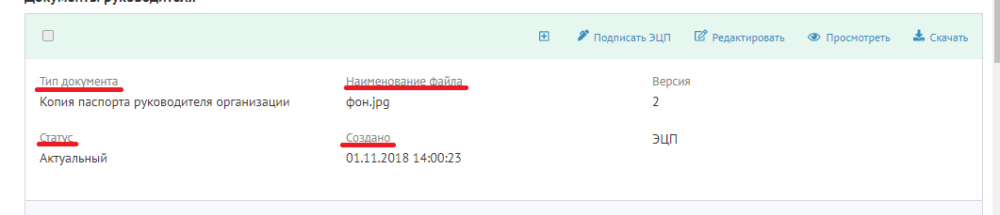 Документы руководителя
Подписать ЭЦП Редактировать Просмотреть Скачать
Тип документа Наименование файла Версия
Копия паспорта руководителя организации фон.jpg 2
Статус Создано ЭЦП
Актуальный 01.11.2018 14:00:23